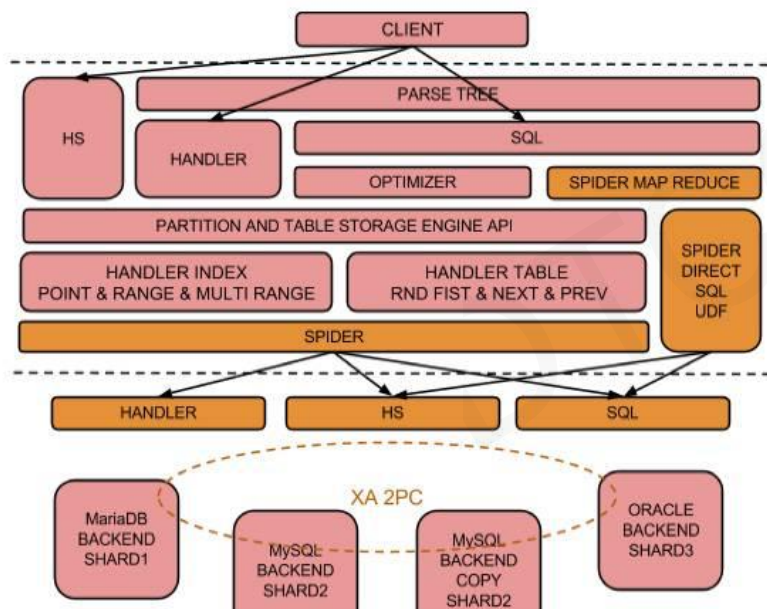 CLIENT
PARSE TREE
HS
HANDLER
SQL
OPTIMIZER
SPIDER MAP REDUCE
PARTITION AND TABLE STORAGE ENGINE API
HANDLER INDEX
POINT & RANGE & MULTI RANGE
HANDLER TABLE
RND FIST & NEXT & PREV
SPIDER
DIRECT
SQL
UDF
SPIDER
HANDLER
HS
SQL
XA 2PC
MariaDB
BACKEND
SHARD1
MySQL
BACKEND
SHARD2
MySQL
BACKEND
COPY
SHARD2
ORACLE
BACKEND
SHARD3